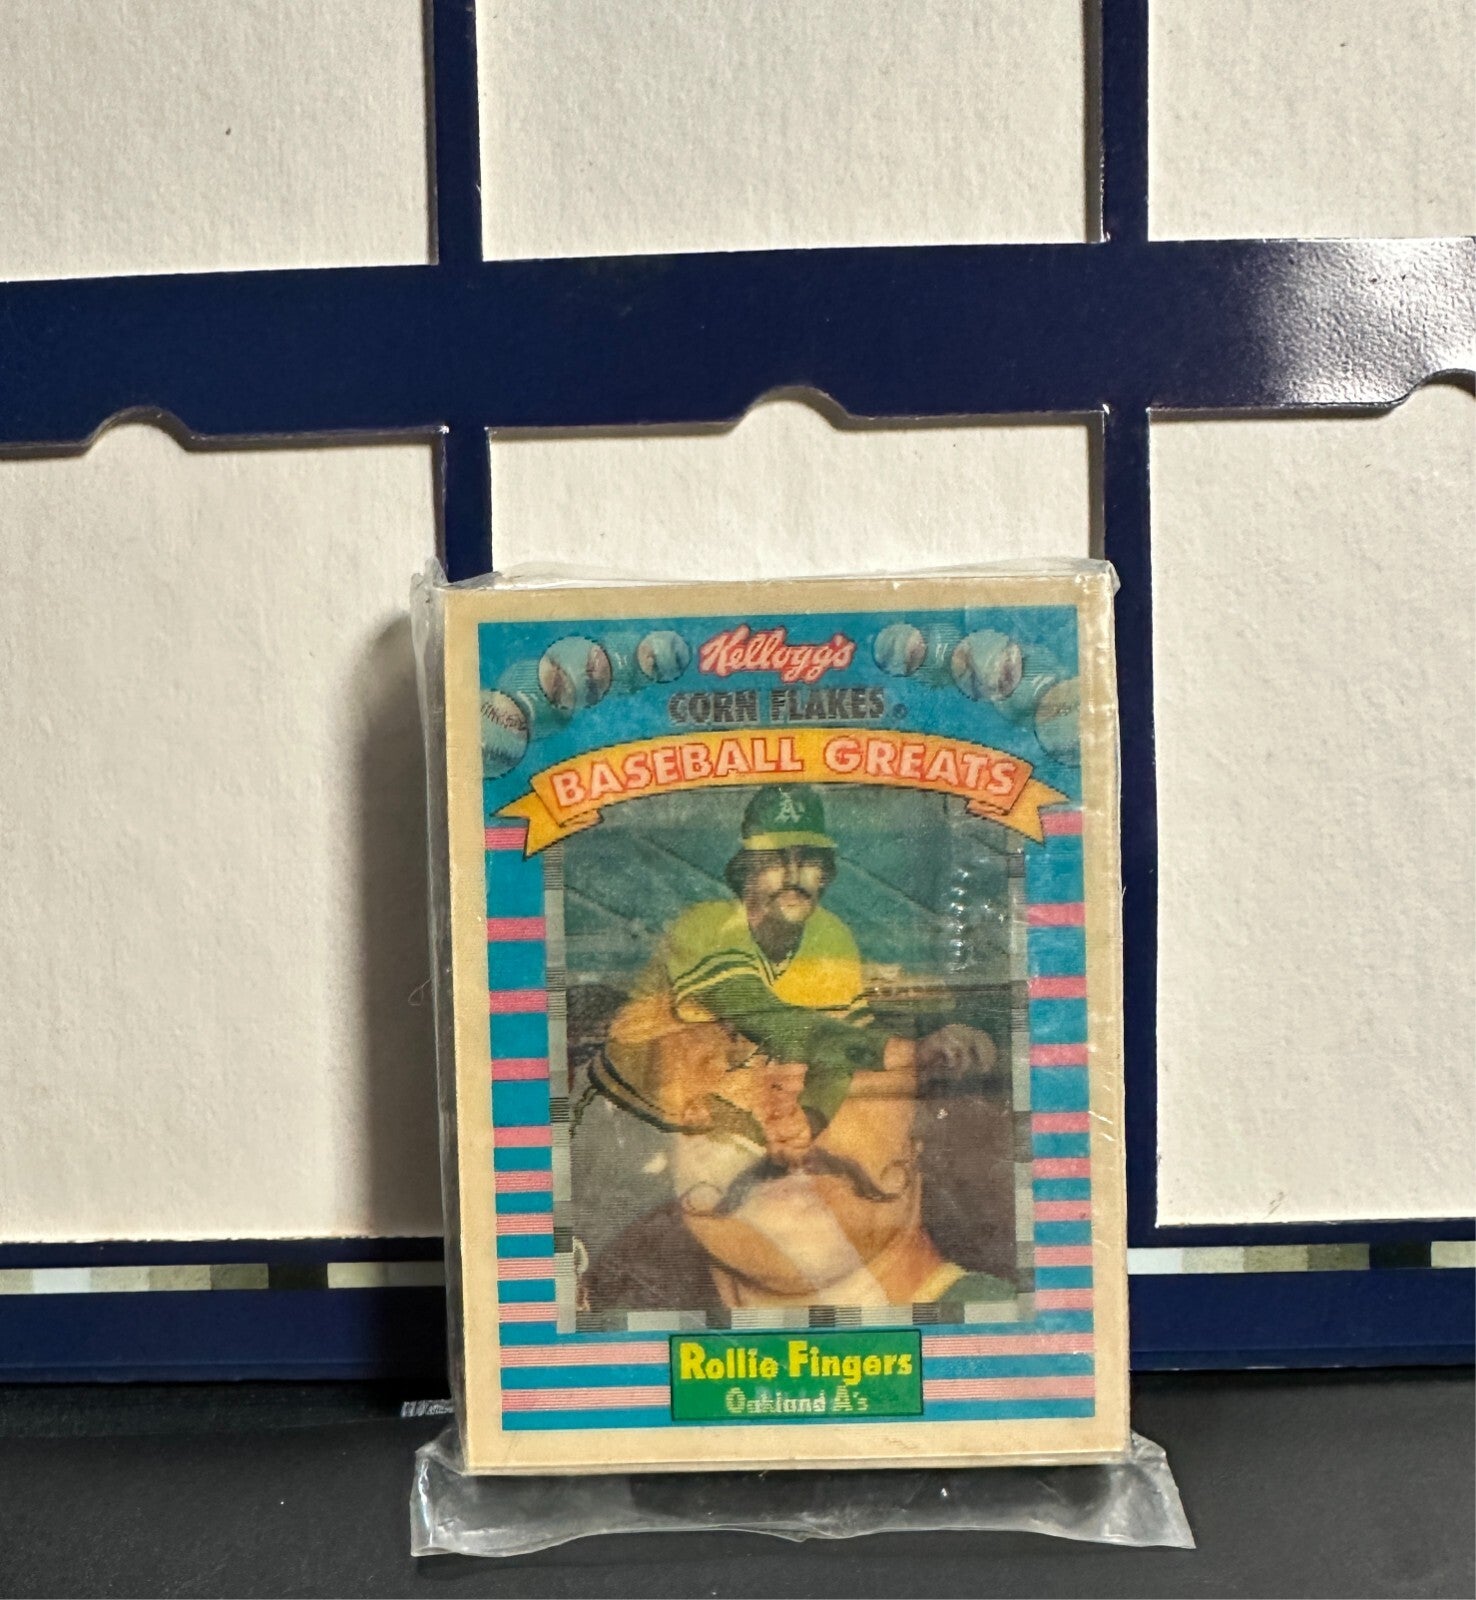 Kellogg's
CORN FLAKES®
BASEBALL GREATS
A's
Rollie Fingers
Oakland A's